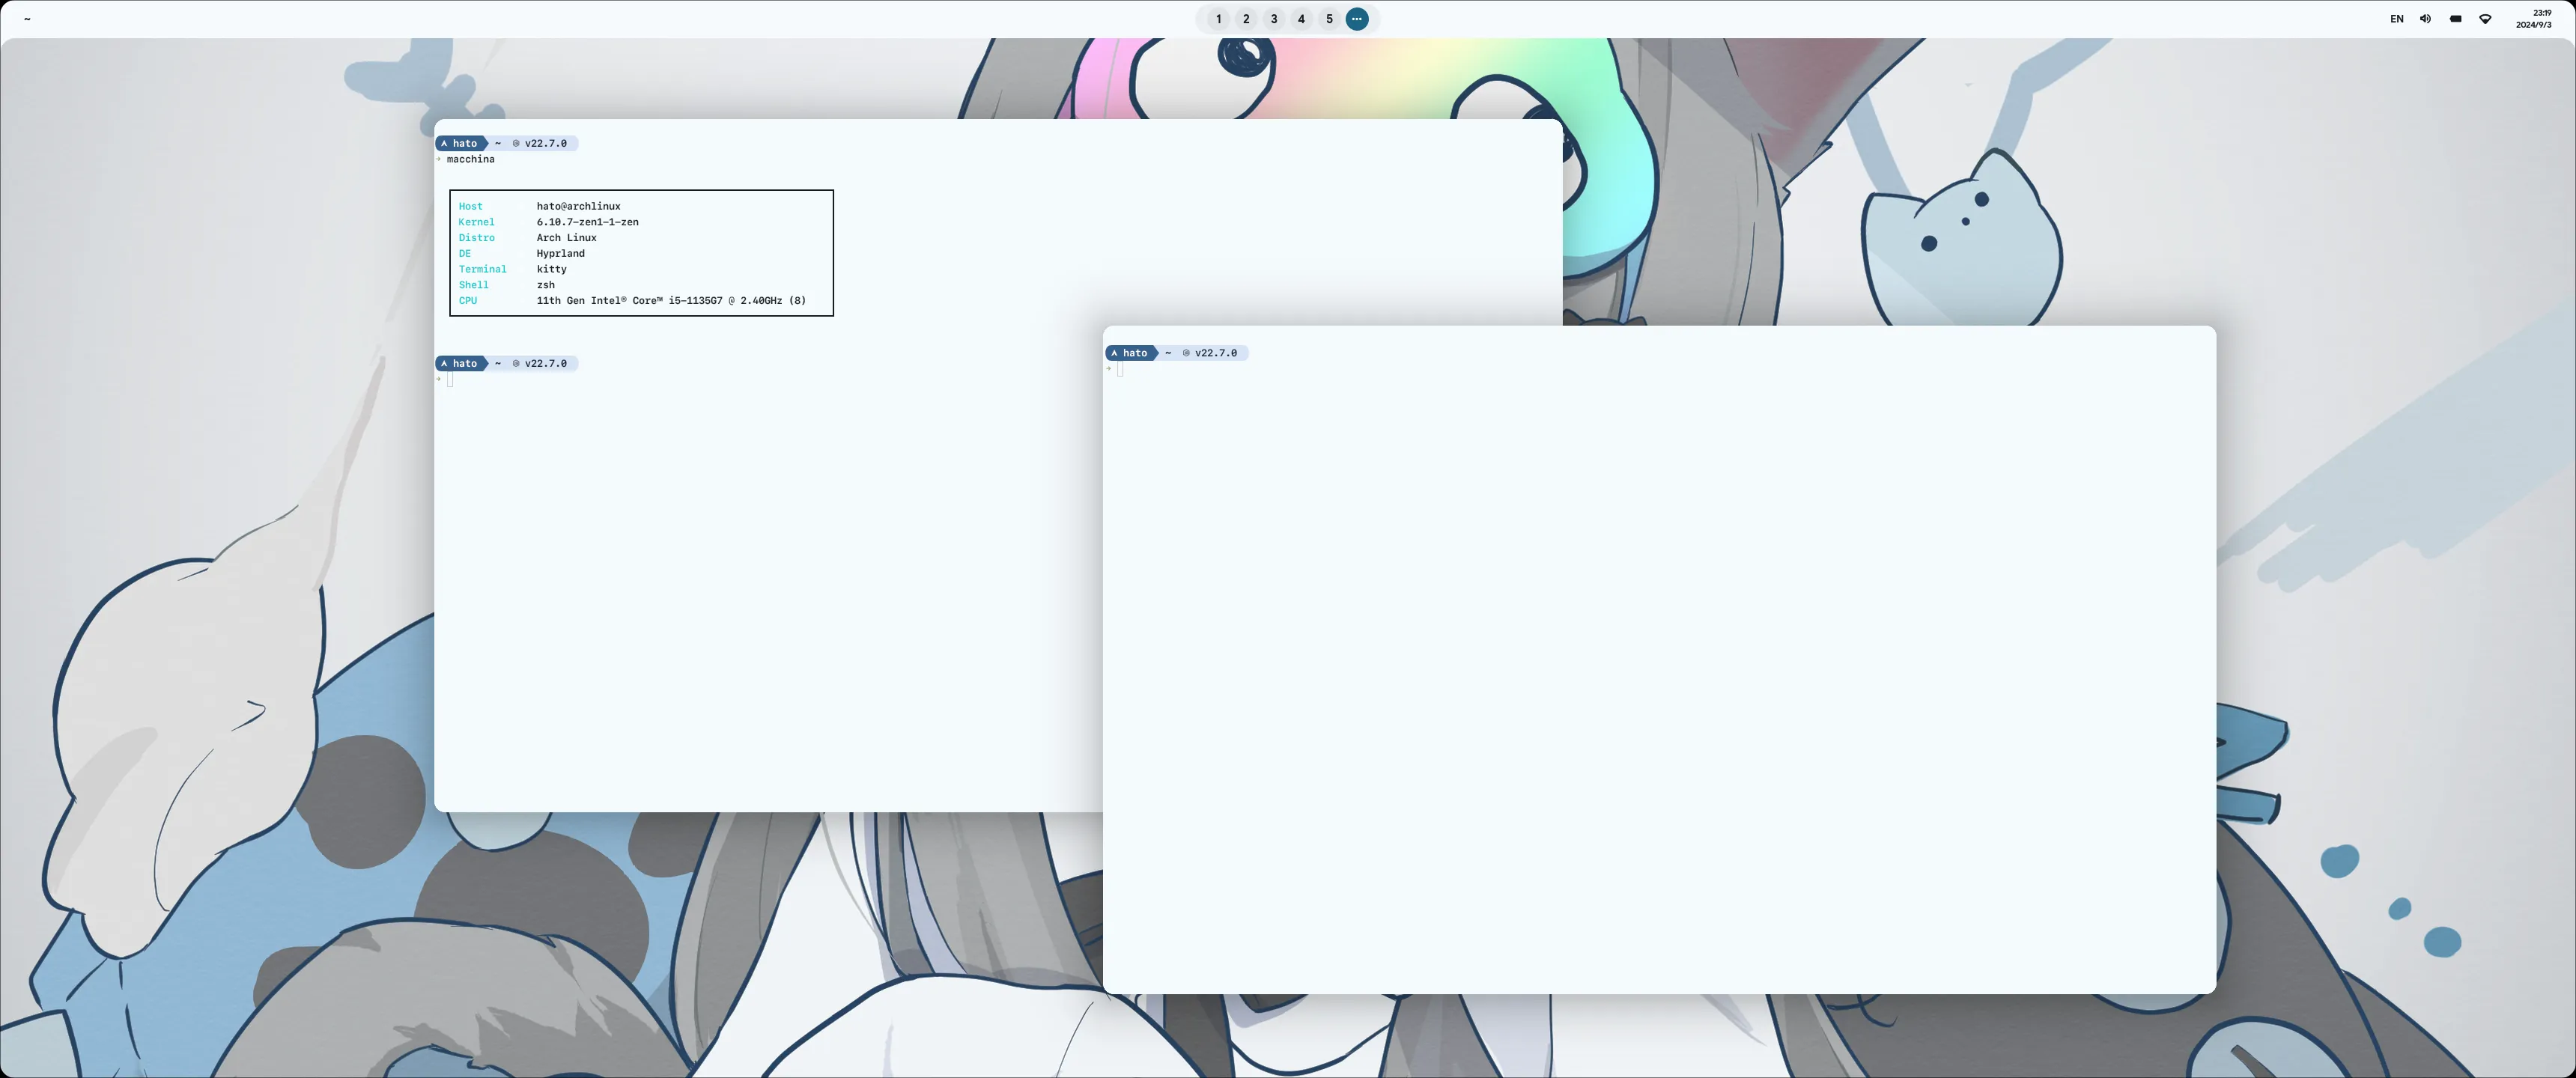 ~
1 2 3 4 5 ...
EN
23:19
2024/9/3
hato ~ v22.7.0
→ macchina
Host hato@archlinux
Kernel 6.10.7-zen1-1-zen
Distro Arch Linux
DE Hyprland
Terminal kitty
Shell zsh
CPU 11th Gen Intel® Core™ i5-1135G7 @ 2.40GHz (8)
hato ~ v22.7.0
→
hato ~ v22.7.0
→